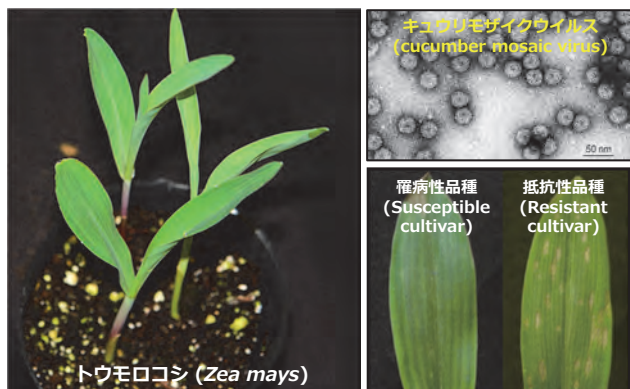 トウモロコシ (Zea mays)
キュウリモザイクウイルス
(cucumber mosaic virus)
50 nm
罹病性品種
(Susceptible
cultivar)
抵抗性品種
(Resistant
cultivar)